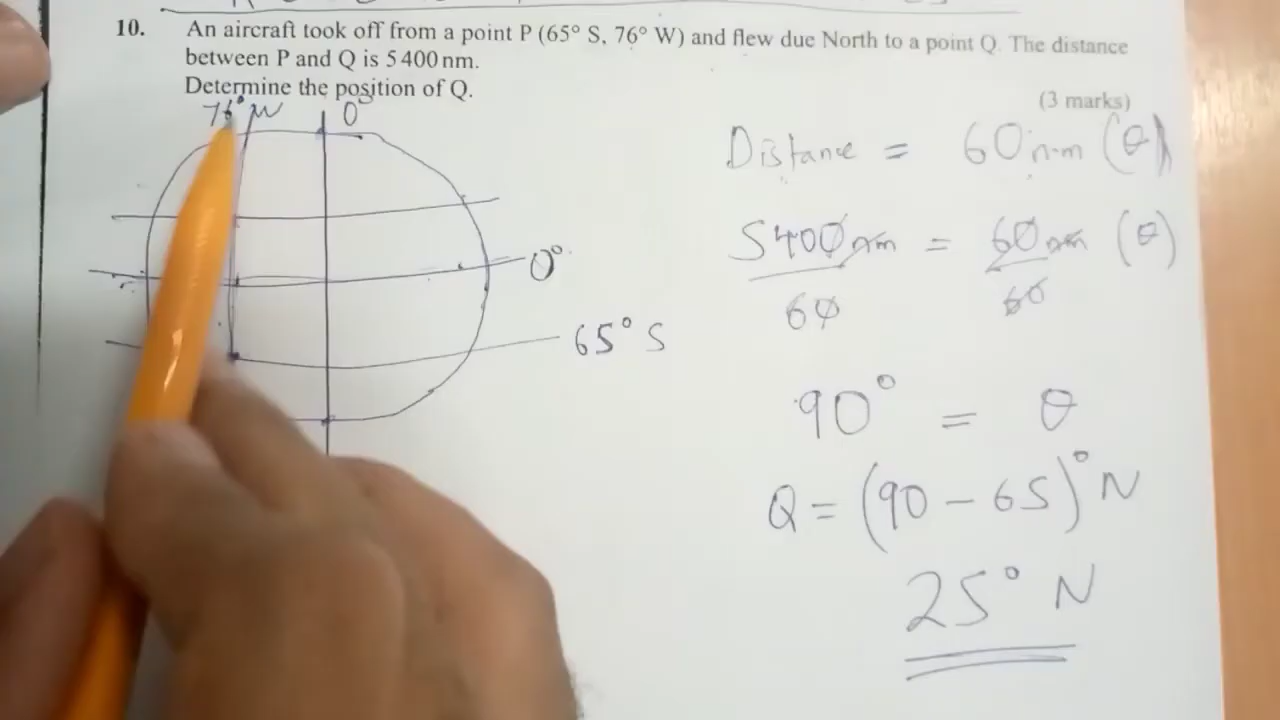 10. An aircraft took off from a point P (65° S, 76° W) and flew due North to a point Q. The distance
between P and Q is 5 400 nm.
Determine the position of Q.
(3 marks)
76° W 0°
0°
65° S
Distance = 60 n.m (θ)
5400 nm = 60 nm (θ)
60 60
90° = θ
Q = (90 - 65)° N
25° N